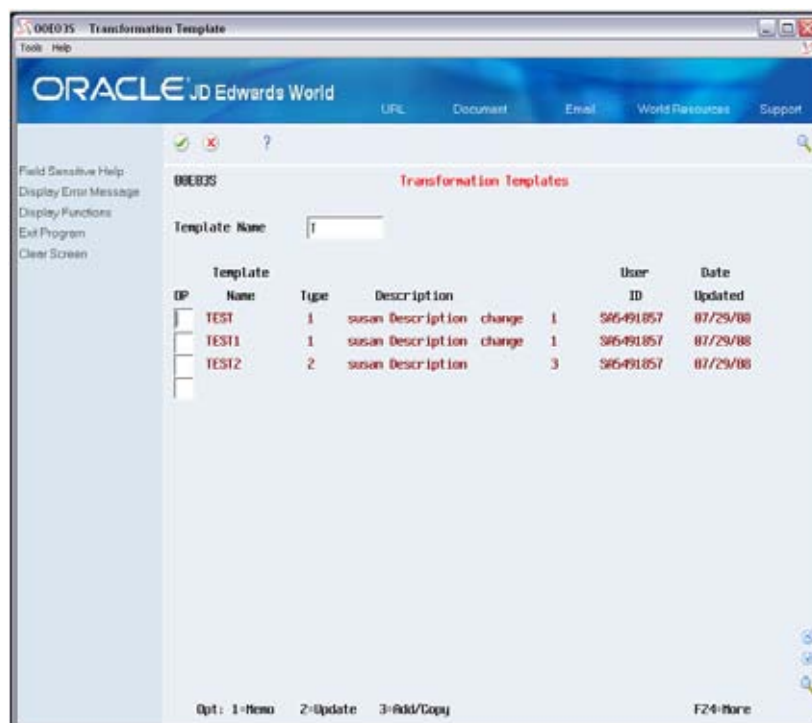 00E03S Transformation Template
Tools Help
ORACLE JD Edwards World
URL Document Email World Resources Support
?
Field Sensitive Help
Display Error Message
Display Functions
Exit Program
Clear Screen
00E03S Transformation Templates
Template Name T
Template User Date
OP Name Type Description ID Updated
TEST 1 susan Description change 1 SA5491857 07/29/08
TEST1 1 susan Description change 1 SA5491857 07/29/08
TEST2 2 susan Description 3 SA5491857 07/29/08
Opt: 1=Memo 2=Update 3=Add/Copy F24=More